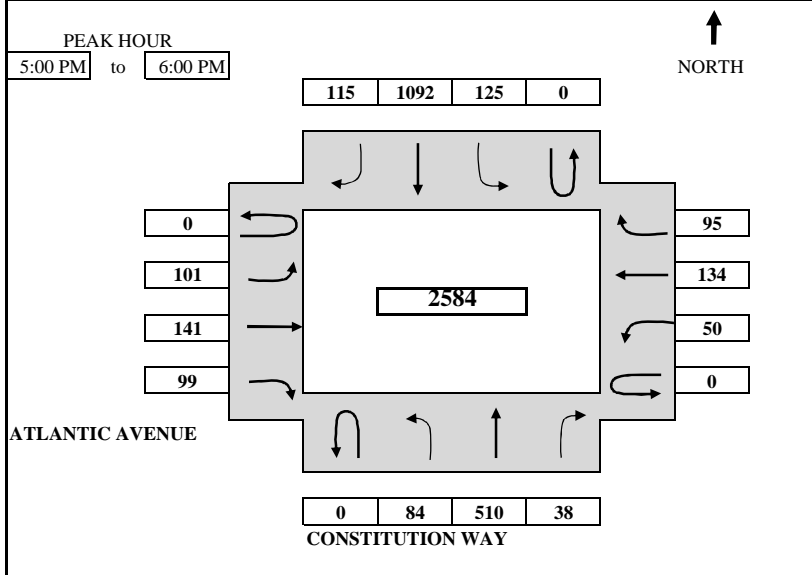 PEAK HOUR
5:00 PM to 6:00 PM
NORTH
115 1092 125 0
0 95
101 134
2584
141 50
99 0
ATLANTIC AVENUE
0 84 510 38
CONSTITUTION WAY